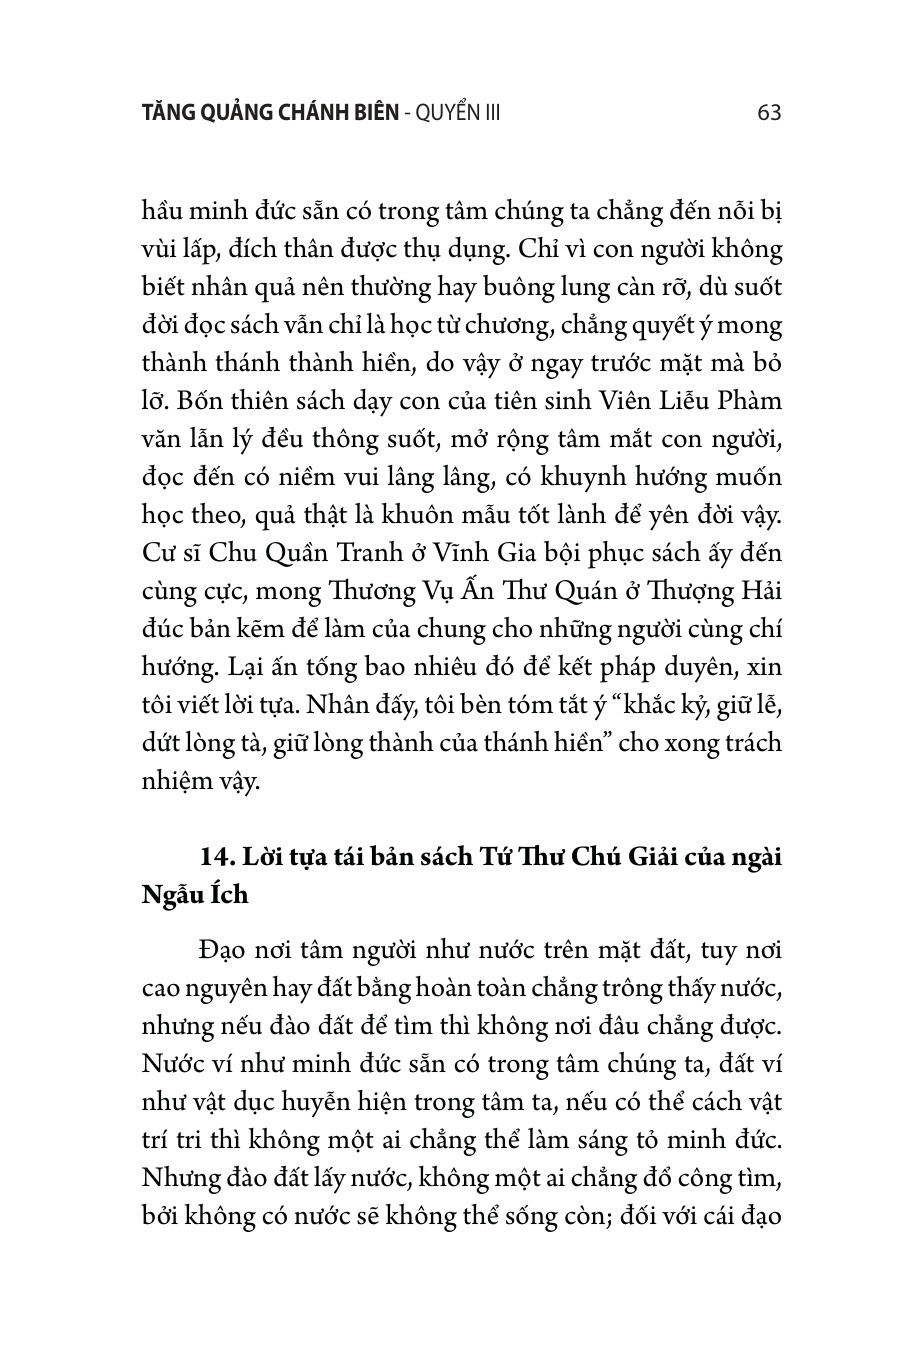 TĂNG QUẢNG CHÁNH BIÊN - QUYỂN III 63
hầu minh đức sẵn có trong tâm chúng ta chẳng đến nỗi bị
vùi lấp, đích thân được thụ dụng. Chỉ vì con người không
biết nhân quả nên thường hay buông lung càn rỡ, dù suốt
đời đọc sách vẫn chỉ là học từ chương, chẳng quyết ý mong
thành thánh thành hiền, do vậy ở ngay trước mặt mà bỏ
lỡ. Bốn thiên sách dạy con của tiên sinh Viên Liễu Phàm
văn lẫn lý đều thông suốt, mở rộng tâm mắt con người,
đọc đến có niềm vui lâng lâng, có khuynh hướng muốn
học theo, quả thật là khuôn mẫu tốt lành để yên đời vậy.
Cư sĩ Chu Quần Tranh ở Vĩnh Gia bội phục sách ấy đến
cùng cực, mong Thương Vụ Ấn Thư Quán ở Thượng Hải
đúc bản kẽm để làm của chung cho những người cùng chí
hướng. Lại ấn tống bao nhiêu đó để kết pháp duyên, xin
tôi viết lời tựa. Nhân đấy, tôi bèn tóm tắt ý “khắc kỷ, giữ lễ,
dứt lòng tà, giữ lòng thành của thánh hiền” cho xong trách
nhiệm vậy.
14. Lời tựa tái bản sách Tứ Thư Chú Giải của ngài
Ngẫu Ích
Đạo nơi tâm người như nước trên mặt đất, tuy nơi
cao nguyên hay đất bằng hoàn toàn chẳng trông thấy nước,
nhưng nếu đào đất để tìm thì không nơi đâu chẳng được.
Nước ví như minh đức sẵn có trong tâm chúng ta, đất ví
như vật dục huyễn hiện trong tâm ta, nếu có thể cách vật
trí tri thì không một ai chẳng thể làm sáng tỏ minh đức.
Nhưng đào đất lấy nước, không một ai chẳng đổ công tìm,
bởi không có nước sẽ không thể sống còn; đối với cái đạo